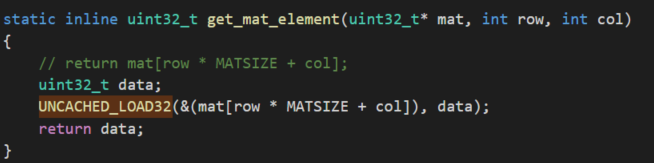 static inline uint32_t get_mat_element(uint32_t* mat, int row, int col)
{
    // return mat[row * MATSIZE + col];
    uint32_t data;
    UNCACHED_LOAD32(&(mat[row * MATSIZE + col]), data);
    return data;
}